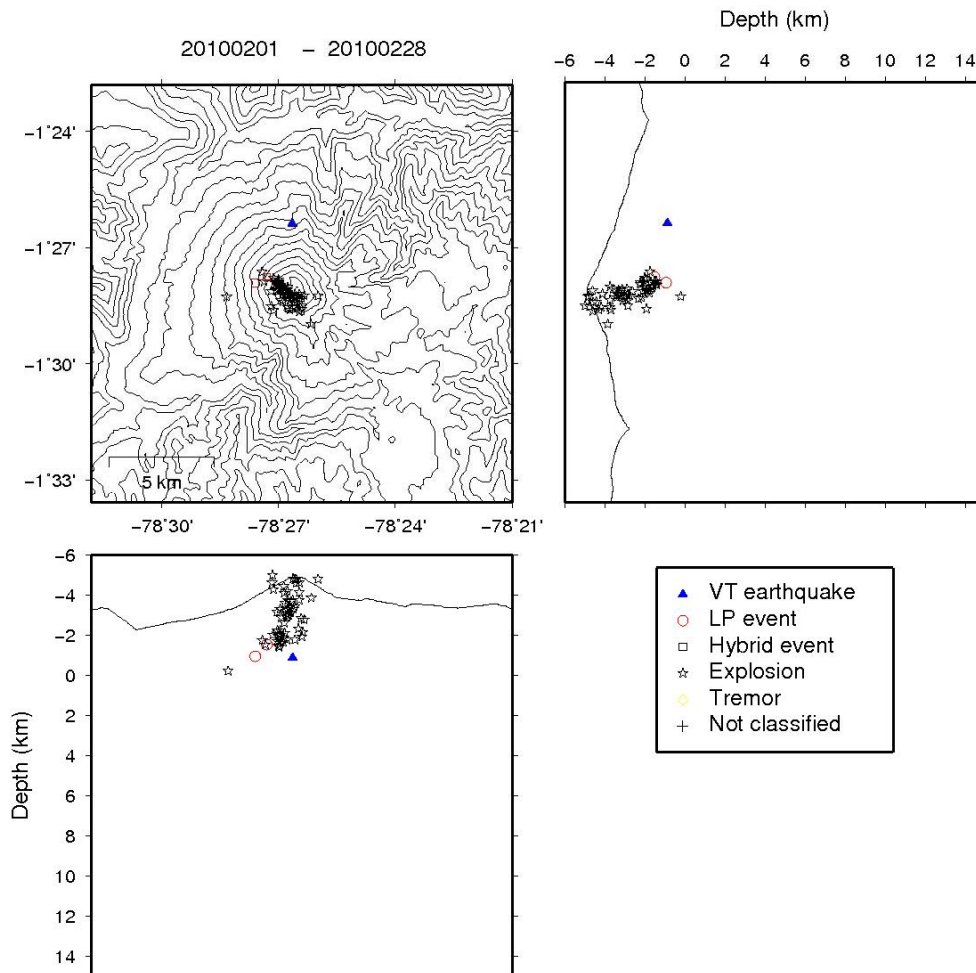 20100201 − 20100228
Depth (km)
−6 −4 −2 0 2 4 6 8 10 12 14
−1˚24'
−1˚27'
−1˚30'
−1˚33'
5 km
−78˚30' −78˚27' −78˚24' −78˚21'
Depth (km)
−6
−4
−2
0
2
4
6
8
10
12
14
VT earthquake
LP event
Hybrid event
Explosion
Tremor
Not classified